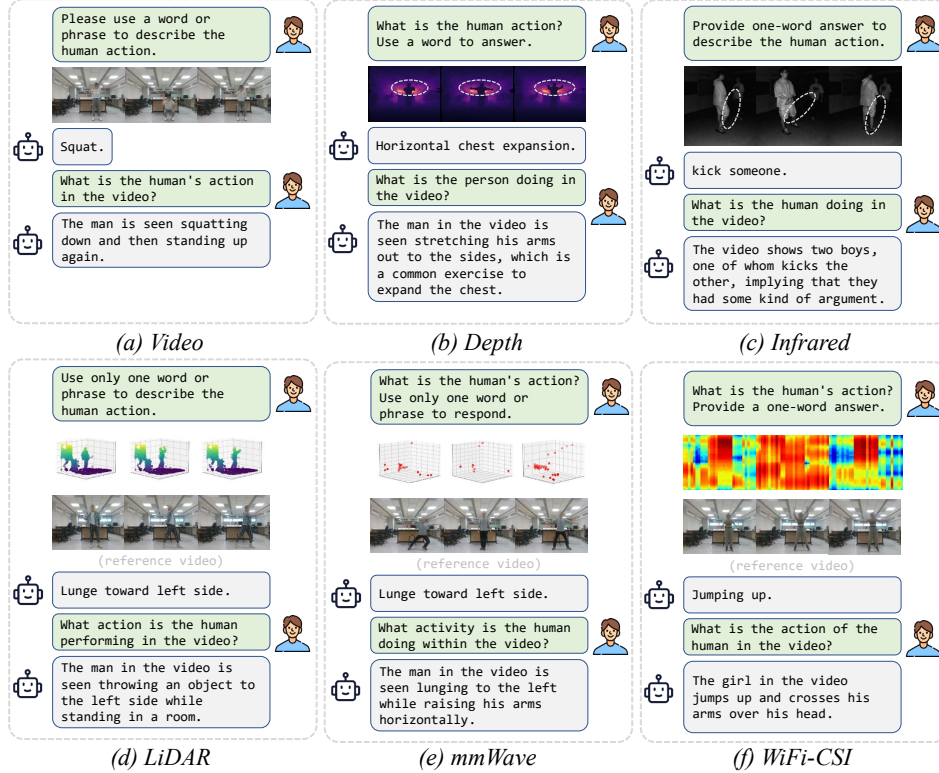 Please use a word or
phrase to describe the
human action.
Squat.
What is the human's action
in the video?
The man is seen squatting
down and then standing up
again.
(a) Video
What is the human action?
Use a word to answer.
Horizontal chest expansion.
What is the person doing in
the video?
The man in the video is
seen stretching his arms
out to the sides, which is
a common exercise to
expand the chest.
(b) Depth
Provide one-word answer to
describe the human action.
kick someone.
What is the human doing in
the video?
The video shows two boys,
one of whom kicks the
other, implying that they
had some kind of argument.
(c) Infrared
Use only one word or
phrase to describe the
human action.
(reference video)
Lunge toward left side.
What action is the human
performing in the video?
The man in the video is
seen throwing an object to
the left side while
standing in a room.
(d) LiDAR
What is the human's action?
Use only one word or
phrase to respond.
(reference video)
Lunge toward left side.
What activity is the human
doing within the video?
The man in the video is
seen lunging to the left
while raising his arms
horizontally.
(e) mmWave
What is the human's action?
Provide a one-word answer.
(reference video)
Jumping up.
What is the action of the
human in the video?
The girl in the video
jumps up and crosses his
arms over his head.
(f) WiFi-CSI